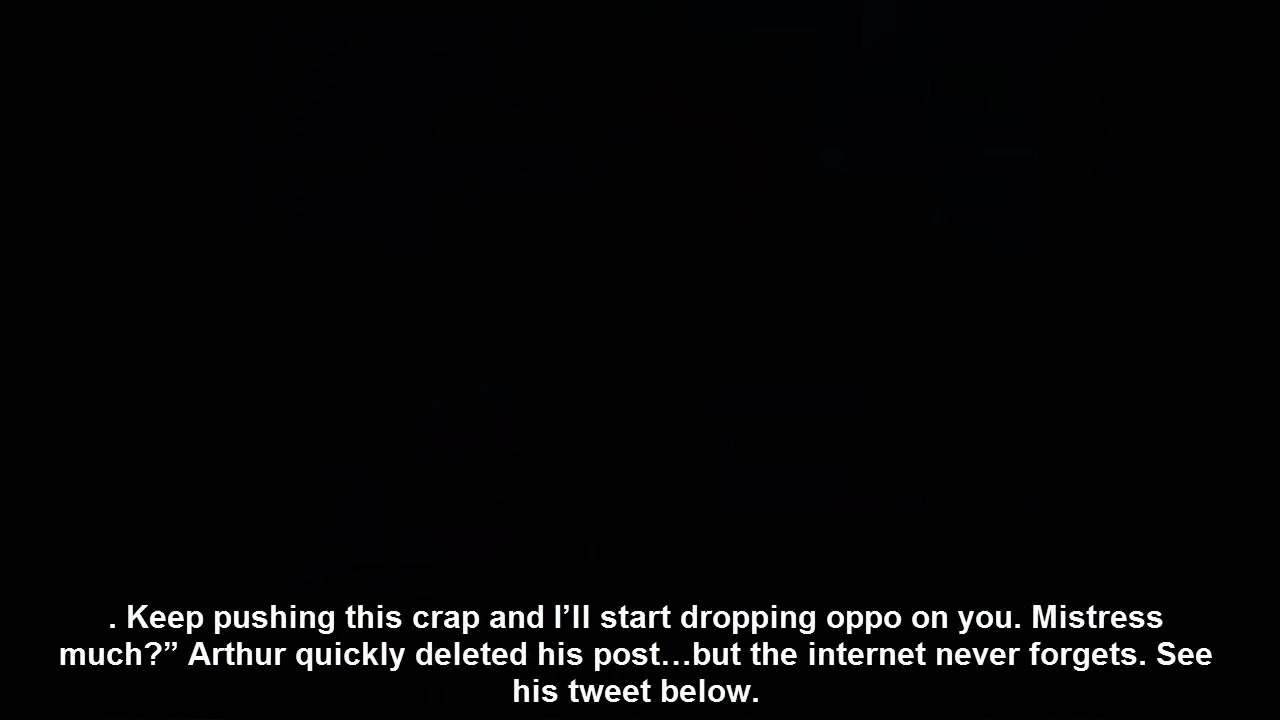 . Keep pushing this crap and I’ll start dropping oppo on you. Mistress
much?” Arthur quickly deleted his post…but the internet never forgets. See
his tweet below.